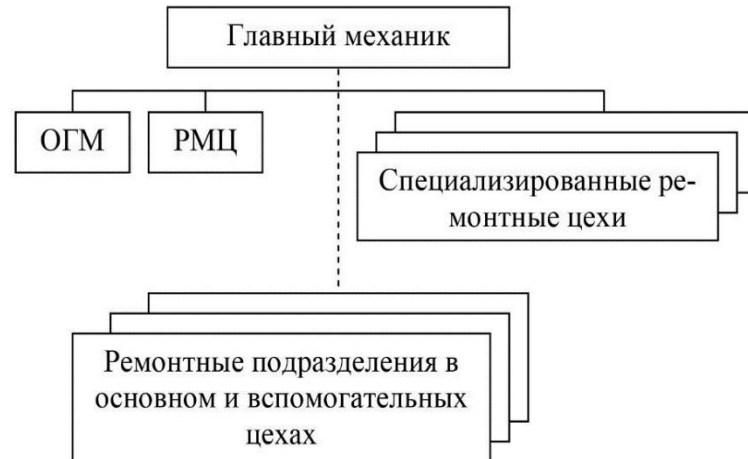 Главный механик
ОГМ
РМЦ
Специализированные ре-
монтные цехи
Ремонтные подразделения в
основном и вспомогательных
цехах